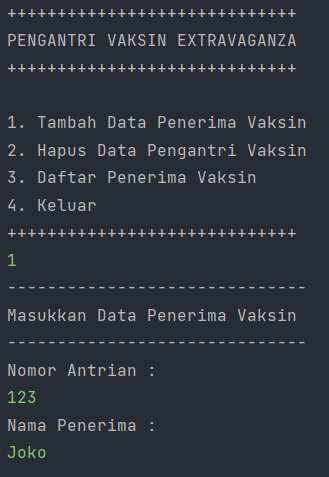 +++++++++++++++++++++++++++++
PENGANTRI VAKSIN EXTRAVAGANZA
+++++++++++++++++++++++++++++
1. Tambah Data Penerima Vaksin
2. Hapus Data Pengantri Vaksin
3. Daftar Penerima Vaksin
4. Keluar
+++++++++++++++++++++++++++++
1
------------------------------
Masukkan Data Penerima Vaksin
------------------------------
Nomor Antrian :
123
Nama Penerima :
Joko